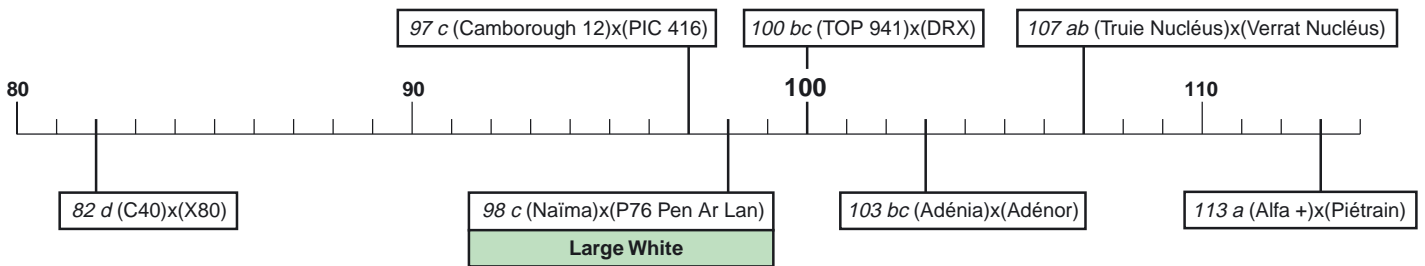 97 c (Camborough 12)x(PIC 416)
100 bc (TOP 941)x(DRX)
107 ab (Truie Nucléus)x(Verrat Nucléus)
80
90
100
110
82 d (C40)x(X80)
98 c (Naïma)x(P76 Pen Ar Lan)
103 bc (Adénia)x(Adénor)
113 a (Alfa +)x(Piétrain)
Large White